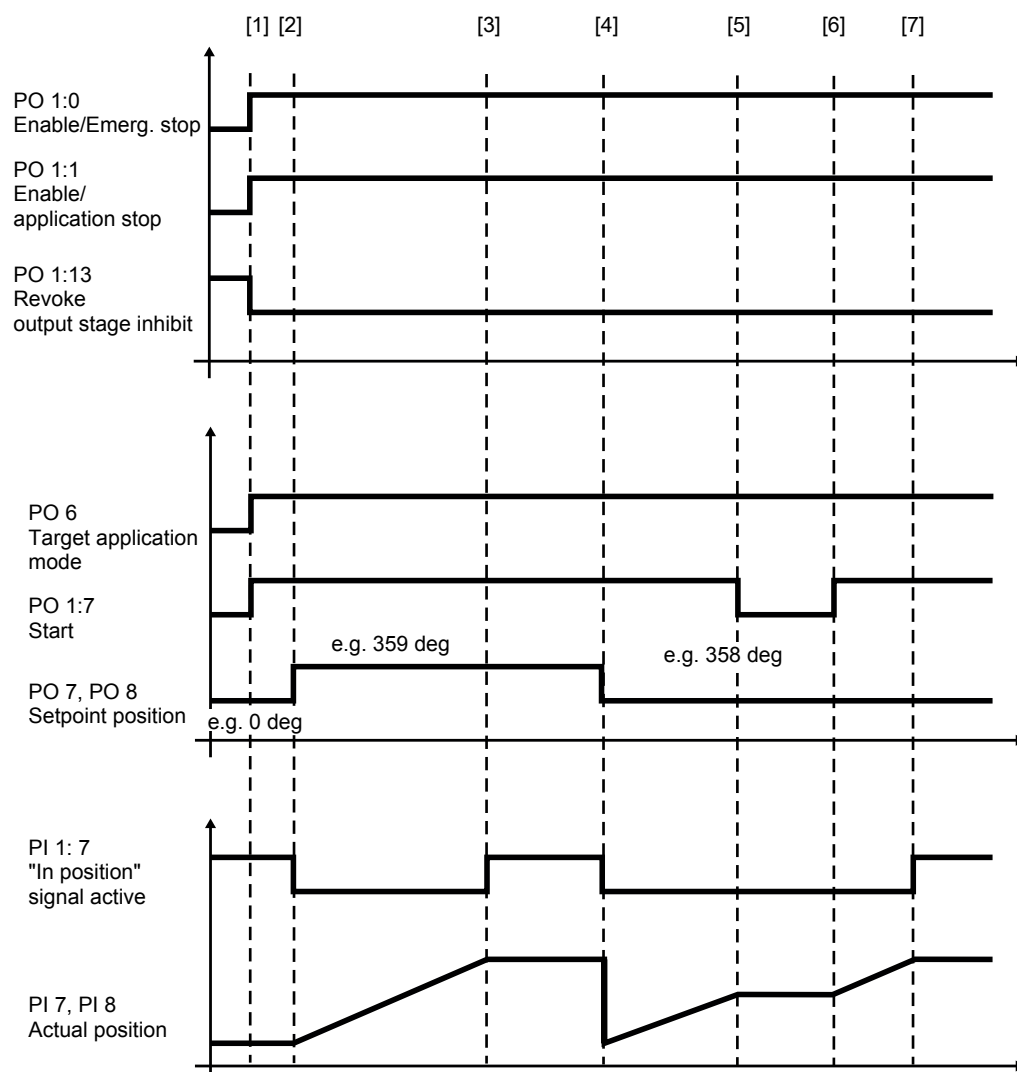 [1] [2] [3] [4] [5] [6] [7]
PO 1:0
Enable/Emerg. stop
PO 1:1
Enable/
application stop
PO 1:13
Revoke
output stage inhibit
PO 6
Target application
mode
PO 1:7
Start
e.g. 359 deg
e.g. 358 deg
PO 7, PO 8
Setpoint position
e.g. 0 deg
PI 1: 7
"In position"
signal active
PI 7, PI 8
Actual position